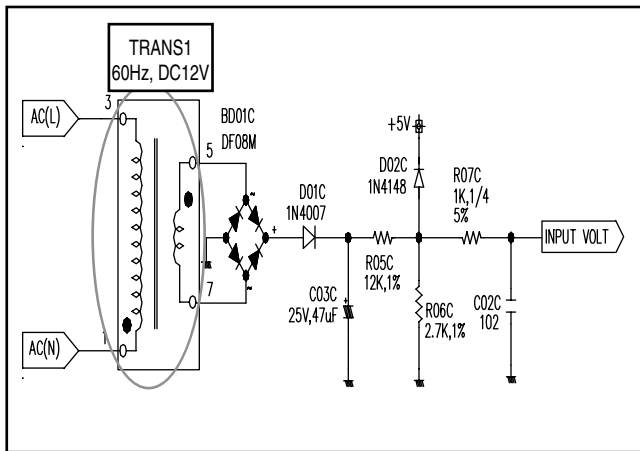 TRANS1
60Hz, DC12V
AC(L)
3
BD01C
DF08M
5
+5V
D02C
1N4148
R07C
1K,1/4
5%
D01C
1N4007
~
+
INPUT VOLT
R05C
12K,1%
7
~
C03C
25V,47uF
+
R06C
2.7K,1%
C02C
102
AC(N)
1